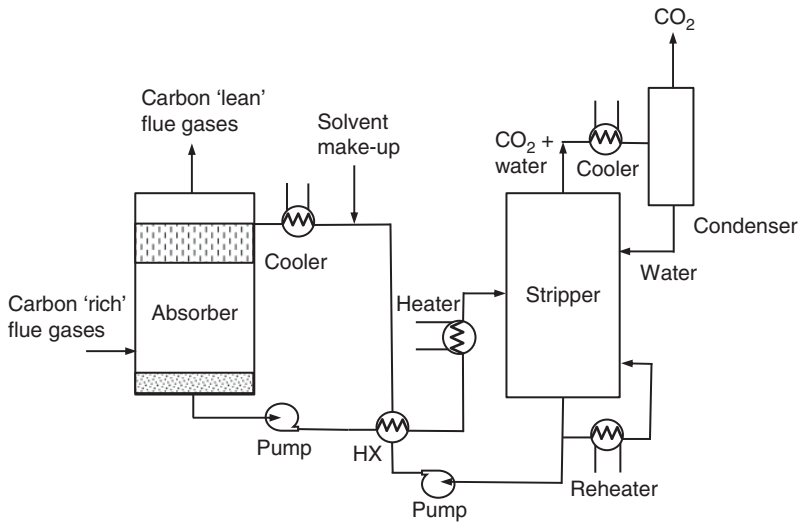 CO₂
Carbon ‘lean’
flue gases
Solvent
make-up
CO₂ +
water
Cooler
Condenser
Cooler
Water
Carbon ‘rich’
flue gases
Absorber
Heater
Stripper
Pump
HX
Reheater
Pump